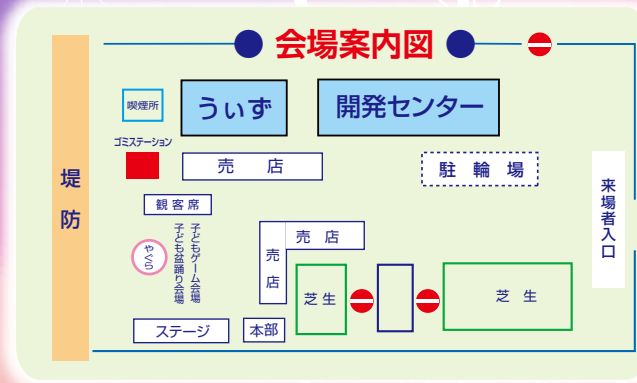 会場案内図
喫煙所
うぃず
開発センター
ゴミステーション
売店
駐輪場
堤防
観客席
来場者入口
やぐら
子どもゲーム会場
子ども盆踊り会場
売店
売店
芝生
芝生
ステージ
本部